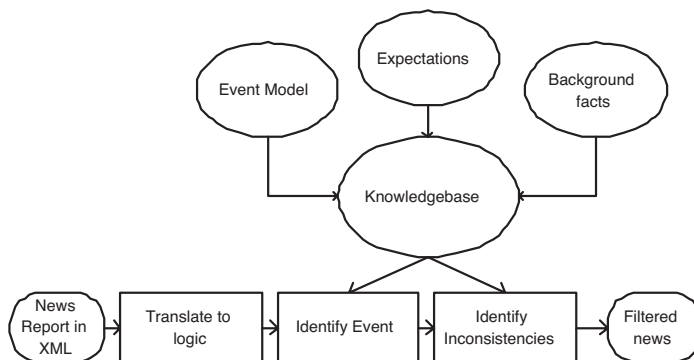 Expectations
Event Model
Background
facts
Knowledgebase
News
Report in
XML
Translate to
logic
Identify Event
Identify
Inconsistencies
Filtered
news